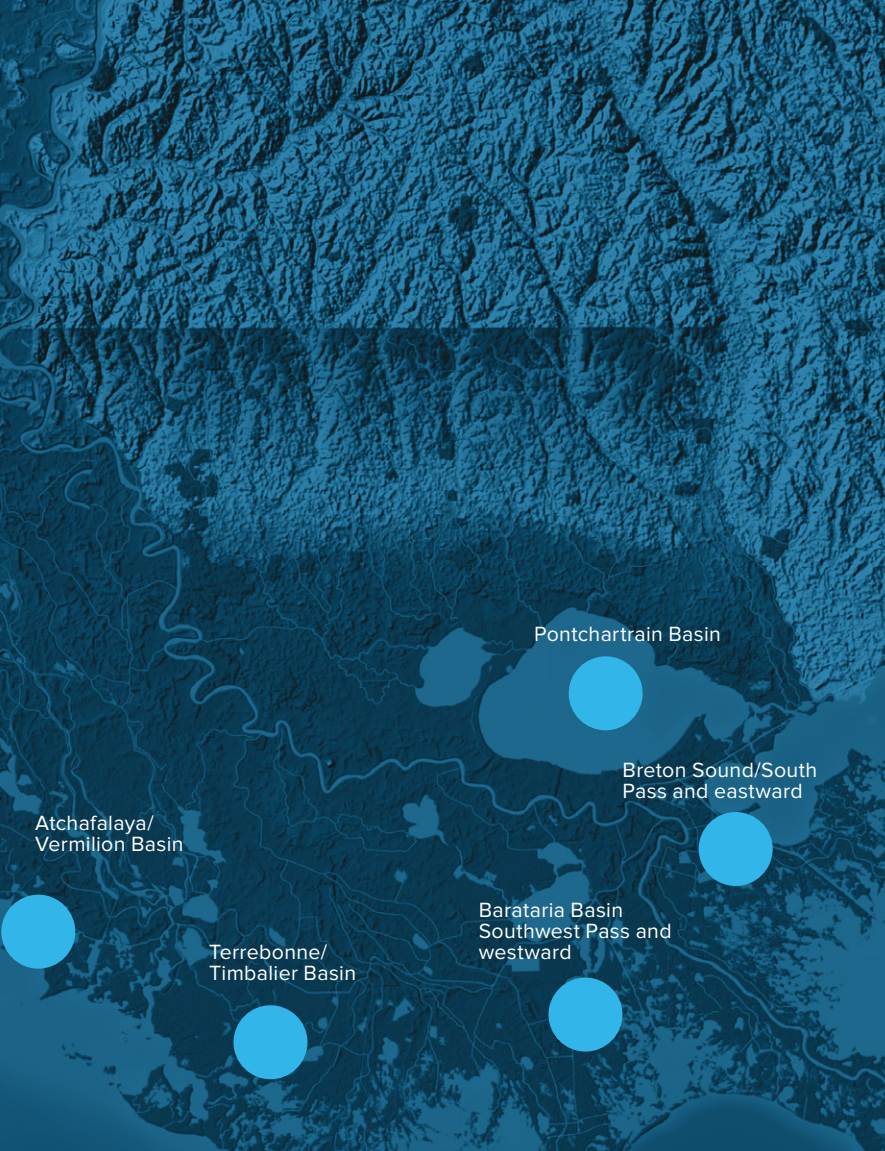 Pontchartrain Basin
Breton Sound/South
Pass and eastward
Atchafalaya/
Vermilion Basin
Barataria Basin
Southwest Pass and
westward
Terrebonne/
Timbalier Basin